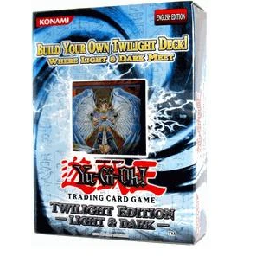 KONAMI
ENGLISH EDITION
BUILD YOUR OWN TWILIGHT DECK!
WHERE LIGHT & DARK MEET
Yu-Gi-Oh!
TRADING CARD GAME
TWILIGHT EDITION
— LIGHT & DARK —